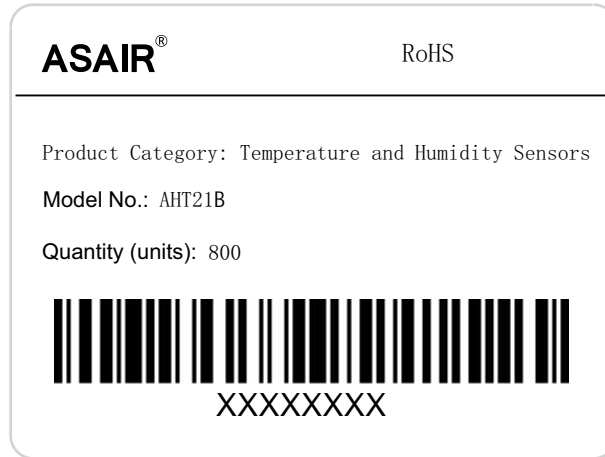 ASAIR® RoHS
Product Category: Temperature and Humidity Sensors
Model No.: AHT21B
Quantity (units): 800
XXXXXXXX